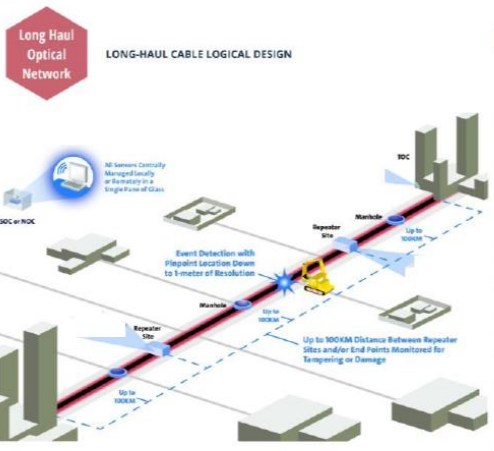 Long Haul
Optical
Network
LONG-HAUL CABLE LOGICAL DESIGN
TOC
All Sensors Centrally
Managed Locally
or Remotely in a
Single Pane of Glass
SOC or NOC
Manhole
Repeater
Site
Up to
100KM
Event Detection with
Pinpoint Location Down
to 1-meter of Resolution
Manhole
Up to
100KM
Repeater
Site
Up to 100KM Distance Between Repeater
Sites and/or End Points Monitored for
Tampering or Damage
Up to
100KM